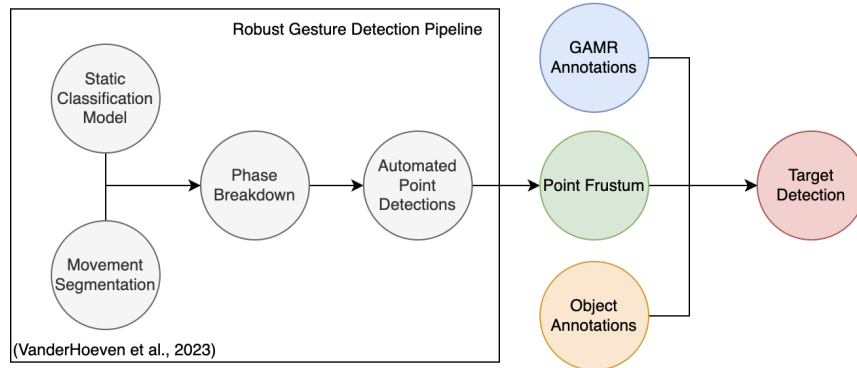 Robust Gesture Detection Pipeline
Static
Classification
Model
Movement
Segmentation
Phase
Breakdown
Automated
Point
Detections
(VanderHoeven et al., 2023)
GAMR
Annotations
Point Frustum
Object
Annotations
Target
Detection